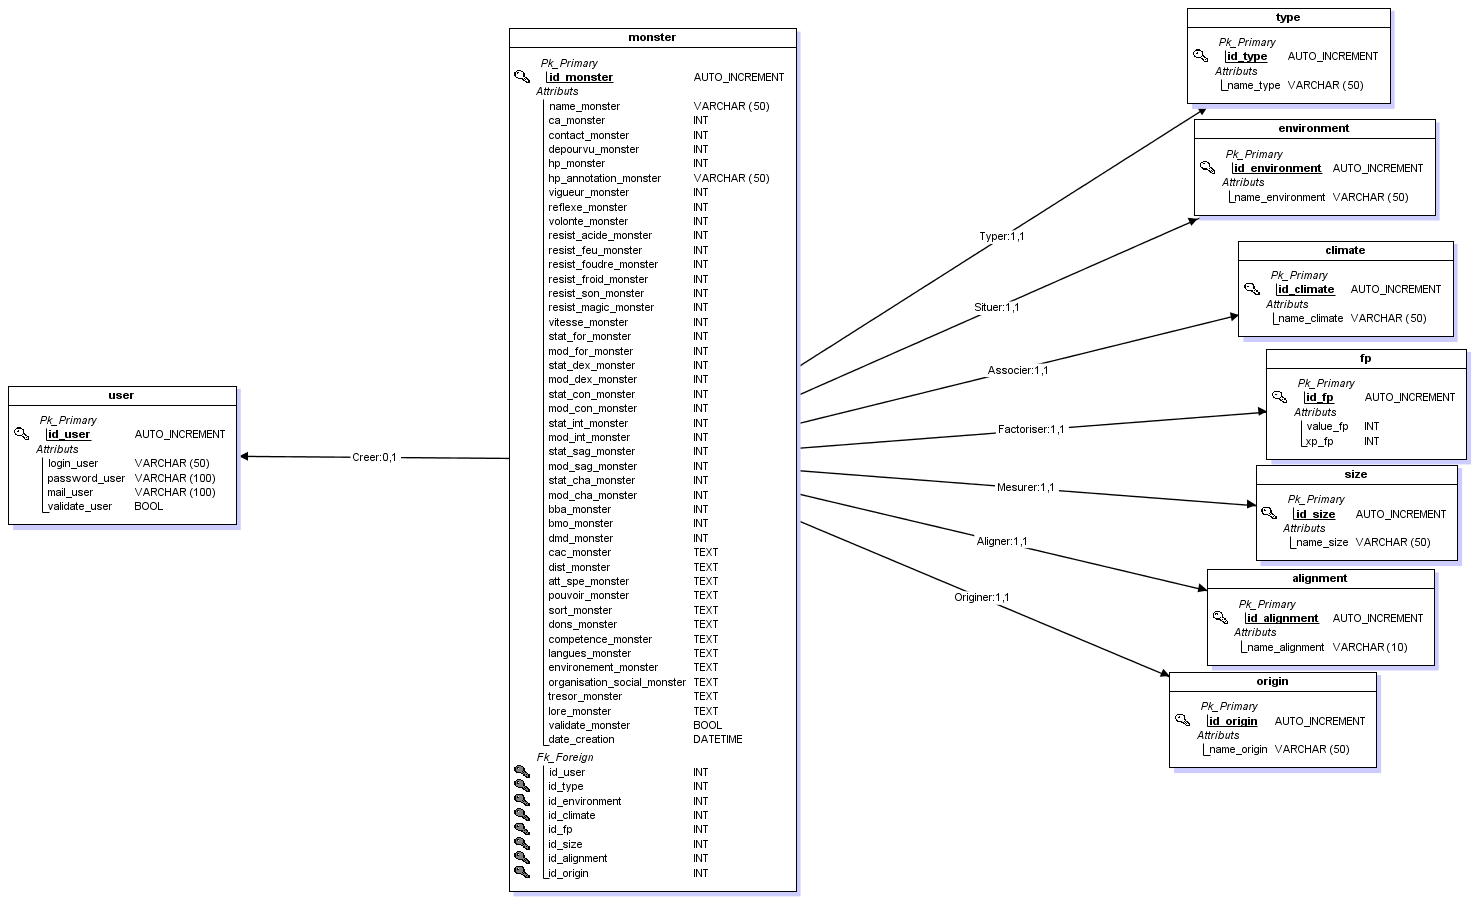 user
Pk_Primary
id_user AUTO_INCREMENT
Attributs
login_user VARCHAR (50)
password_user VARCHAR (100)
mail_user VARCHAR (100)
validate_user BOOL
Creer:0,1
monster
Pk_Primary
id_monster AUTO_INCREMENT
Attributs
name_monster VARCHAR (50)
ca_monster INT
contact_monster INT
depourvu_monster INT
hp_monster INT
hp_annotation_monster VARCHAR (50)
vigueur_monster INT
reflexe_monster INT
volonte_monster INT
resist_acide_monster INT
resist_feu_monster INT
resist_foudre_monster INT
resist_froid_monster INT
resist_son_monster INT
resist_magic_monster INT
vitesse_monster INT
stat_for_monster INT
mod_for_monster INT
stat_dex_monster INT
mod_dex_monster INT
stat_con_monster INT
mod_con_monster INT
stat_int_monster INT
mod_int_monster INT
stat_sag_monster INT
mod_sag_monster INT
stat_cha_monster INT
mod_cha_monster INT
bba_monster INT
bmo_monster INT
dmd_monster INT
cac_monster TEXT
dist_monster TEXT
att_spe_monster TEXT
pouvoir_monster TEXT
sort_monster TEXT
dons_monster TEXT
competence_monster TEXT
langues_monster TEXT
environement_monster TEXT
organisation_social_monster TEXT
tresor_monster TEXT
lore_monster TEXT
validate_monster BOOL
date_creation DATETIME
Fk_Foreign
id_user INT
id_type INT
id_environment INT
id_climate INT
id_fp INT
id_size INT
id_alignment INT
id_origin INT
Typer:1,1
Situer:1,1
Associer:1,1
Factoriser:1,1
Mesurer:1,1
Aligner:1,1
Originer:1,1
type
Pk_Primary
id_type AUTO_INCREMENT
Attributs
name_type VARCHAR (50)
environment
Pk_Primary
id_environment AUTO_INCREMENT
Attributs
name_environment VARCHAR (50)
climate
Pk_Primary
id_climate AUTO_INCREMENT
Attributs
name_climate VARCHAR (50)
fp
Pk_Primary
id_fp AUTO_INCREMENT
Attributs
value_fp INT
xp_fp INT
size
Pk_Primary
id_size AUTO_INCREMENT
Attributs
name_size VARCHAR (50)
alignment
Pk_Primary
id_alignment AUTO_INCREMENT
Attributs
name_alignment VARCHAR (10)
origin
Pk_Primary
id_origin AUTO_INCREMENT
Attributs
name_origin VARCHAR (50)